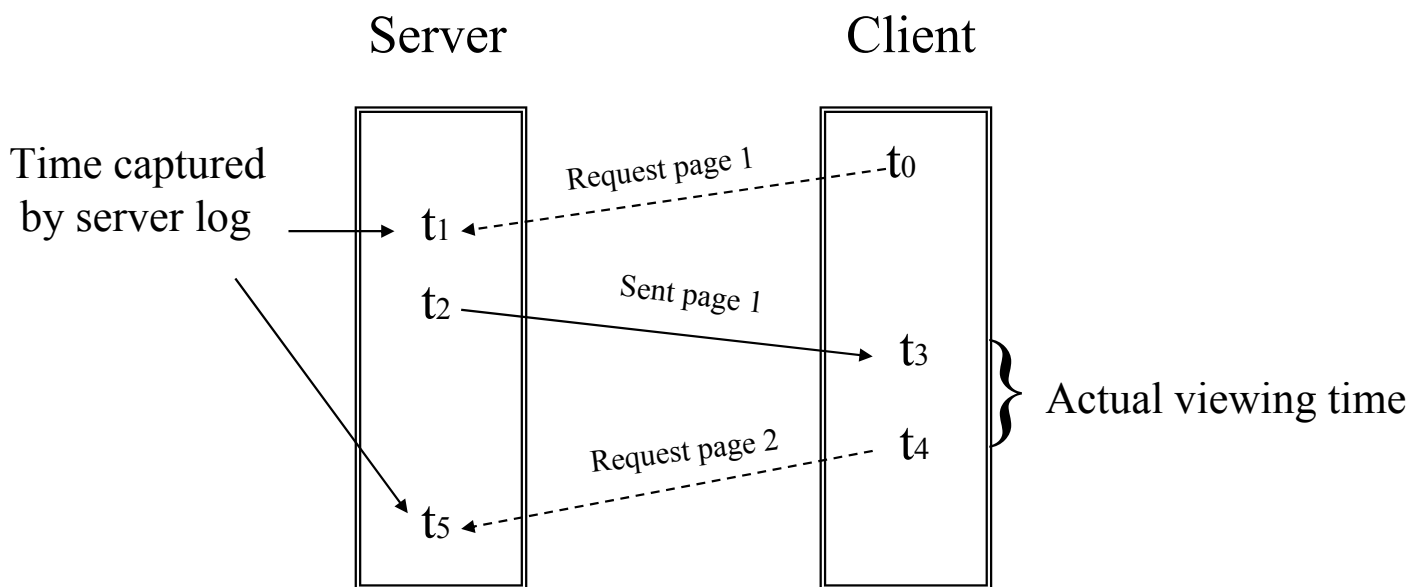 Server
Client
Time captured
by server log
Request page 1
t0
t1
t2
Sent page 1
t3
Actual viewing time
Request page 2
t4
t5